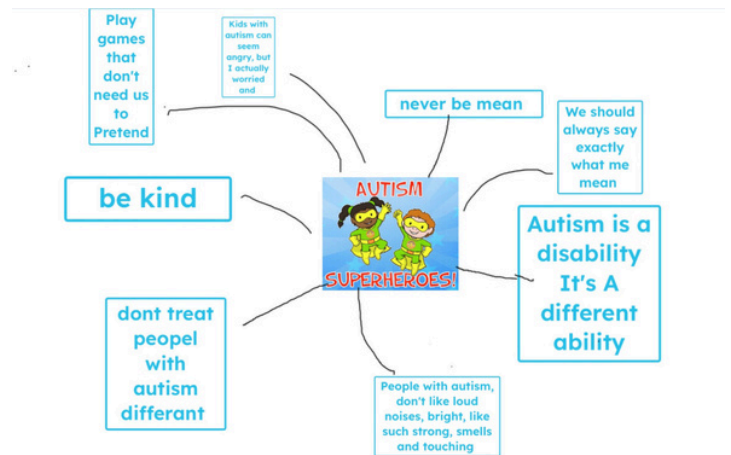 Play
games
that
don't
need us
to
Pretend
Kids with
autism can
seem
angry, but
I actually
worried
and
never be mean
We should
always say
exactly
what me
mean
be kind
AUTISM
SUPERHEROES!
Autism is a
disability
It's A
different
ability
dont treat
peopel
with
autism
differant
People with autism,
don't like loud
noises, bright, like
such strong, smells
and touching